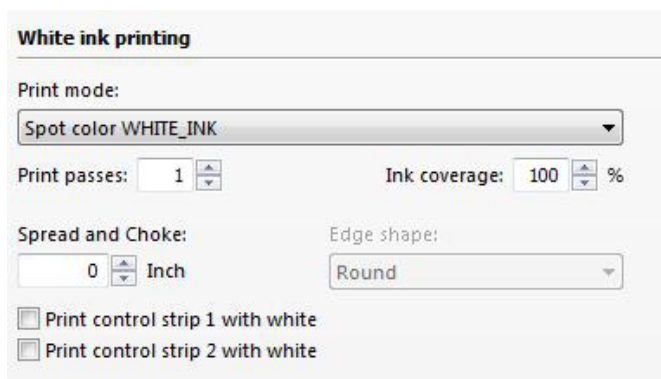 White ink printing
Print mode:
Spot color WHITE_INK
Print passes: 1 Ink coverage: 100 %
Spread and Choke: Edge shape:
0 Inch Round
Print control strip 1 with white
Print control strip 2 with white